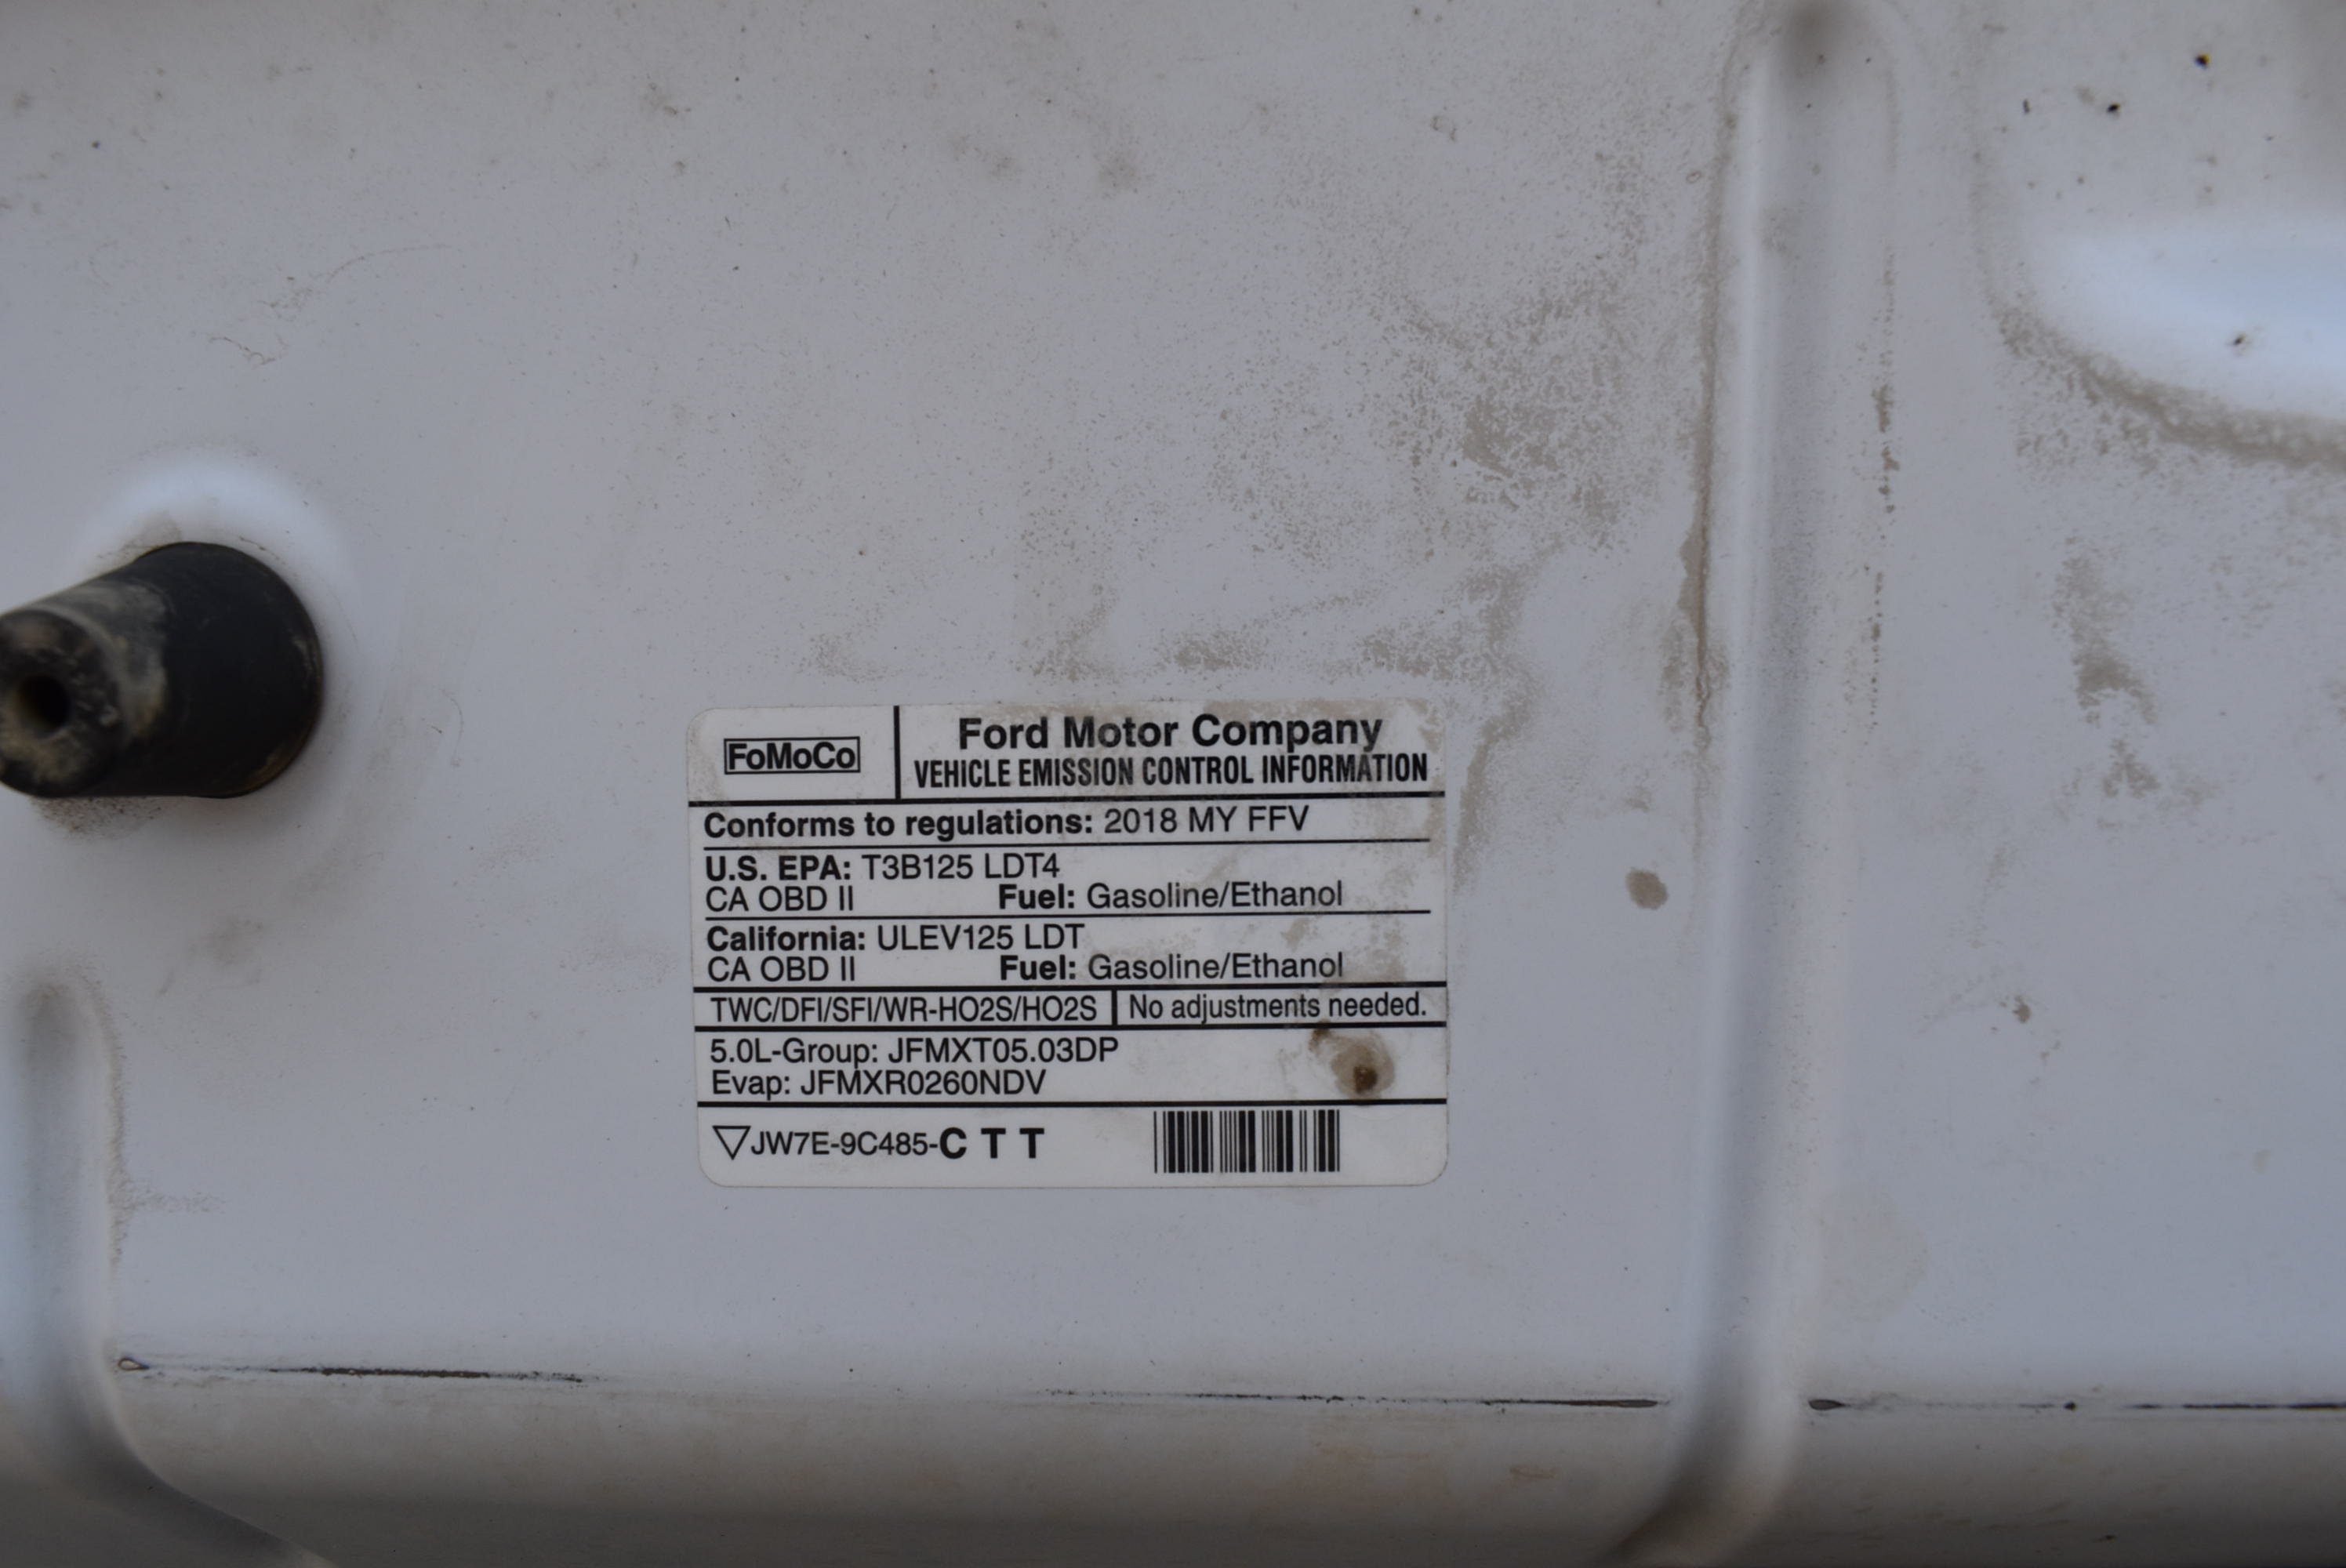 FoMoCo
Ford Motor Company
VEHICLE EMISSION CONTROL INFORMATION
Conforms to regulations: 2018 MY FFV
U.S. EPA: T3B125 LDT4
CA OBD II Fuel: Gasoline/Ethanol
California: ULEV125 LDT
CA OBD II Fuel: Gasoline/Ethanol
TWC/DFI/SFI/WR-HO2S/HO2S No adjustments needed.
5.0L-Group: JFMXT05.03DP
Evap: JFMXR0260NDV
▽JW7E-9C485-C T T